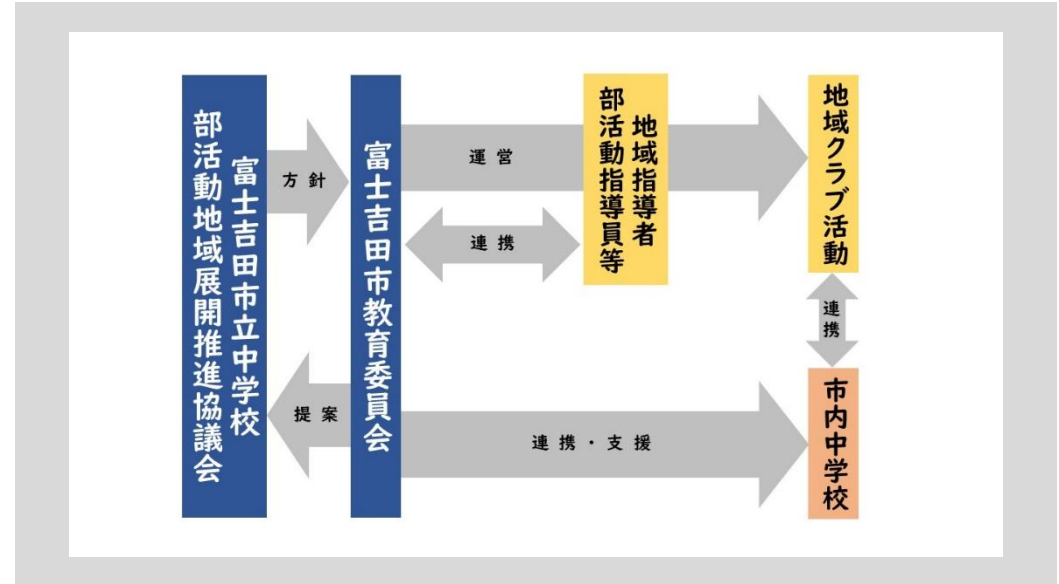 富士吉田市立中学校
部活動地域展開推進協議会
方針
提案
富士吉田市教育委員会
運営
連携
連携・支援
地域指導者
部活動指導員等
地域クラブ活動
連携
市内中学校